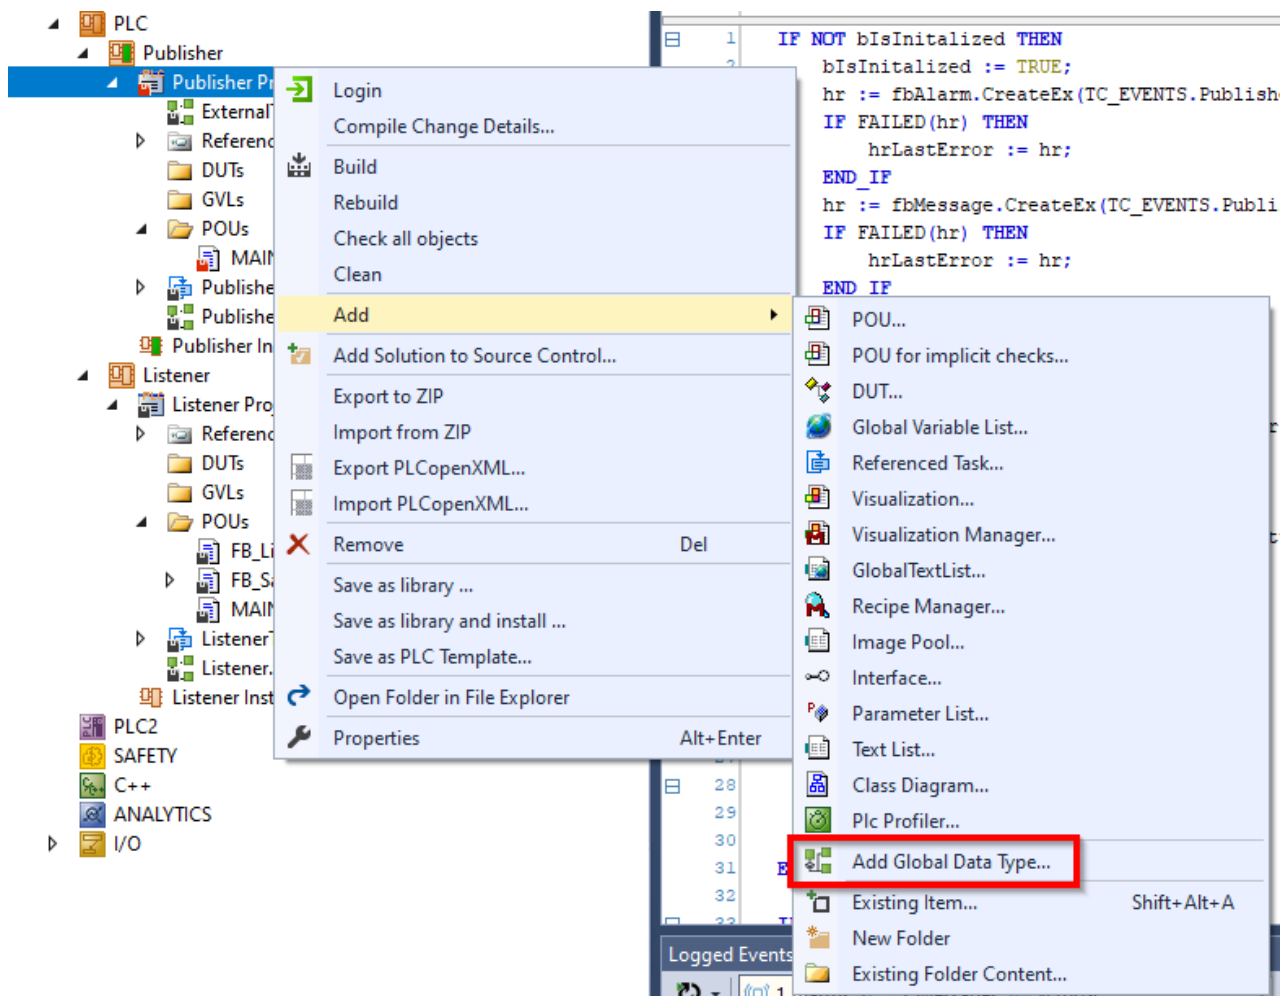 PLC
Publisher
Publisher Pr
External
Referenc
DUTs
GVLs
POUs
MAIN
Publishe
Publishe
Publisher In
Listener
Listener Pro
Referenc
DUTs
GVLs
POUs
FB_Li
FB_Sa
MAIN
ListenerT
Listener.
Listener Inst
PLC2
SAFETY
C++
ANALYTICS
I/O
Login
Compile Change Details...
Build
Rebuild
Check all objects
Clean
Add
Add Solution to Source Control...
Export to ZIP
Import from ZIP
Export PLCopenXML...
Import PLCopenXML...
Remove Del
Save as library ...
Save as library and install ...
Save as PLC Template...
Open Folder in File Explorer
Properties Alt+Enter
1 IF NOT bIsInitalized THEN
2 bIsInitalized := TRUE;
hr := fbAlarm.CreateEx(TC_EVENTS.Publish
IF FAILED(hr) THEN
hrLastError := hr;
END_IF
hr := fbMessage.CreateEx(TC_EVENTS.Publi
IF FAILED(hr) THEN
hrLastError := hr;
END_IF
POU...
POU for implicit checks...
DUT...
Global Variable List...
Referenced Task...
Visualization...
Visualization Manager...
GlobalTextList...
Recipe Manager...
Image Pool...
Interface...
Parameter List...
Text List...
Class Diagram...
Plc Profiler...
Add Global Data Type...
Existing Item... Shift+Alt+A
New Folder
Existing Folder Content...
28
29
30
31 E
32
33 I
Logged Events
1